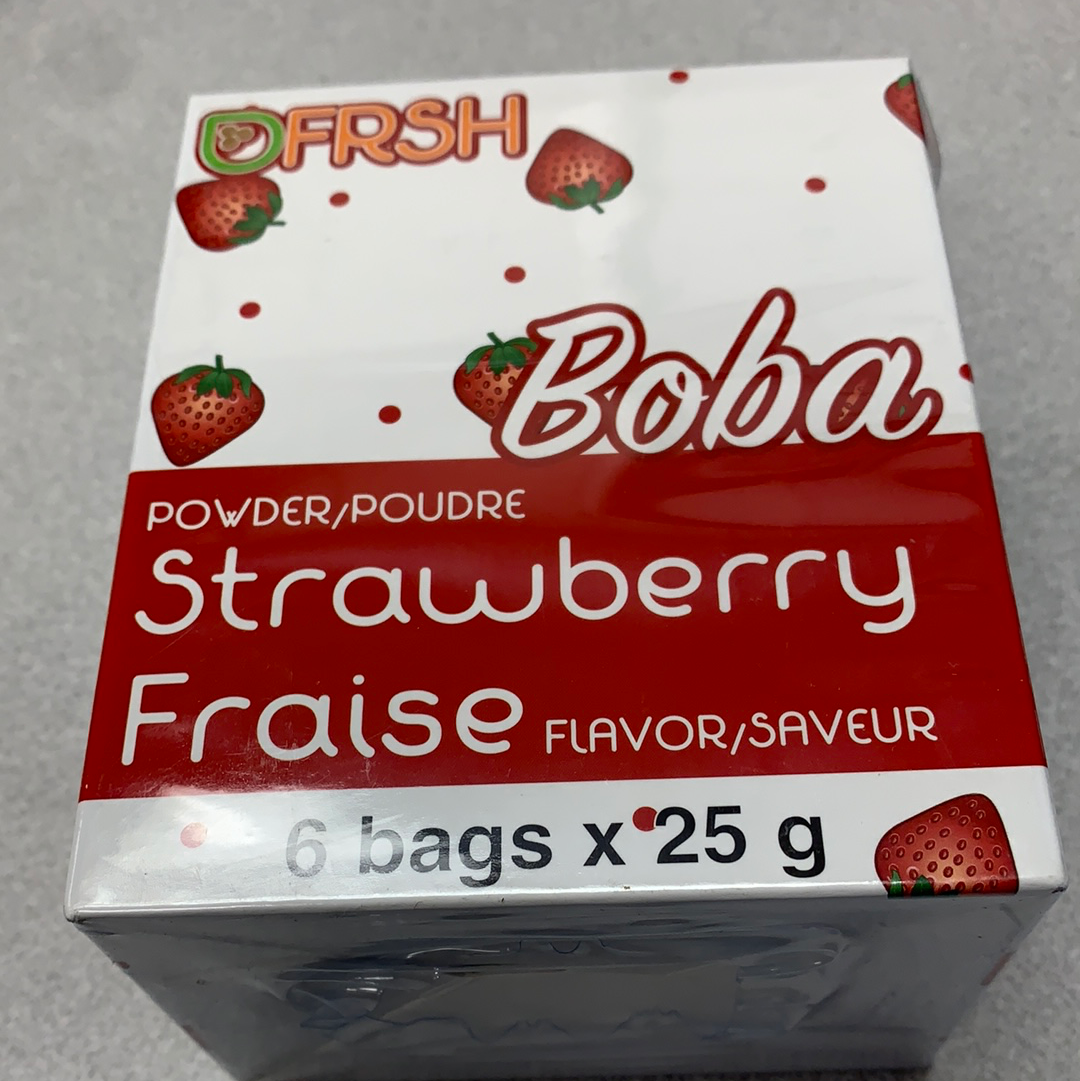 DFRSH
Boba
POWDER/POUDRE
Strawberry
Fraise FLAVOR/SAVEUR
6 bags x 25 g